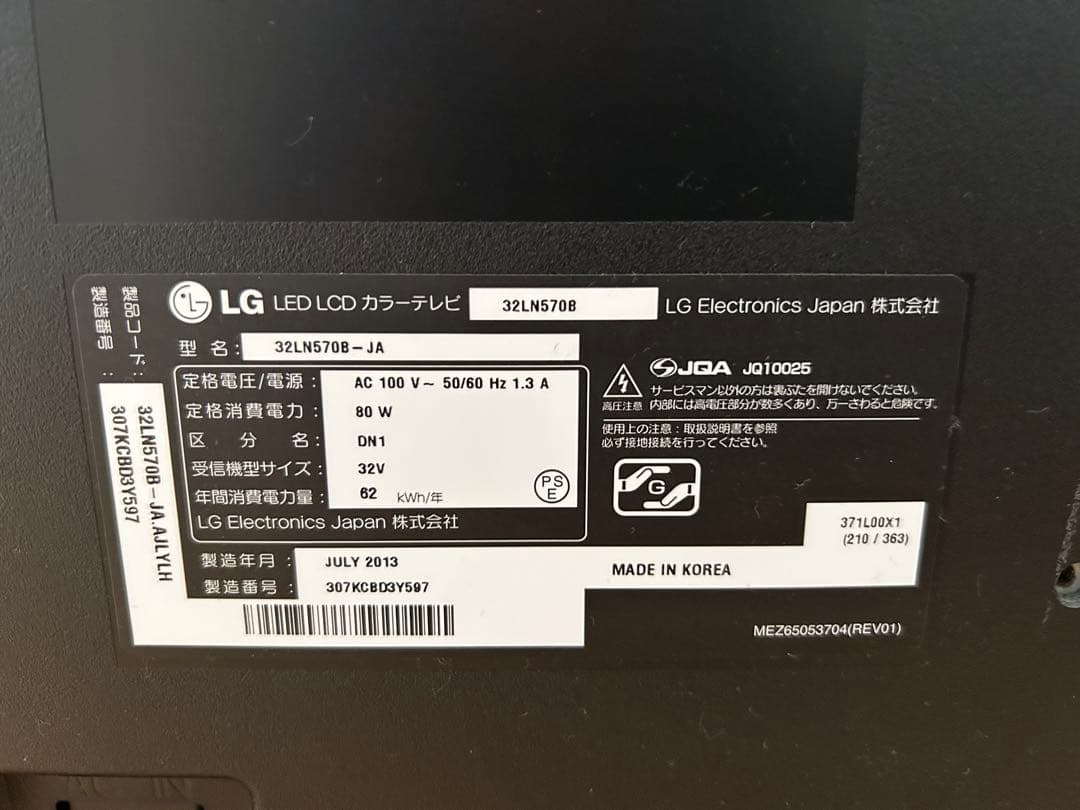 LG LED LCD カラーテレビ 32LN570B LG Electronics Japan 株式会社
型 名 : 32LN570B-JA
定格電圧/電源 : AC 100 V~ 50/60 Hz 1.3 A
定格消費電力 : 80 W
区 分 名 : DN1
受信機型サイズ : 32V
年間消費電力量 : 62 kWh/年
PS
E
LG Electronics Japan 株式会社
製造年月 : JULY 2013
製造番号 : 307KCBD3Y597
JQA JQ10025
高圧注意
サービスマン以外の方は裏ぶたを開けないでください。
内部には高電圧部分が数多くあり、万一さわると危険です。
使用上の注意 : 取扱説明書を参照
必ず接地接続を行ってください。
G
371L00X1
(210 / 363)
MADE IN KOREA
MEZ65053704(REV01)
製品コード : 32LN570B-JA.AJLYLH
製造番号 : 307KCBD3Y597